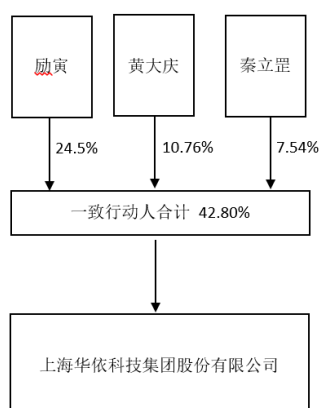 励寅 黄大庆 秦立罡
24.5% 10.76% 7.54%
一致行动人合计 42.80%
上海华依科技集团股份有限公司